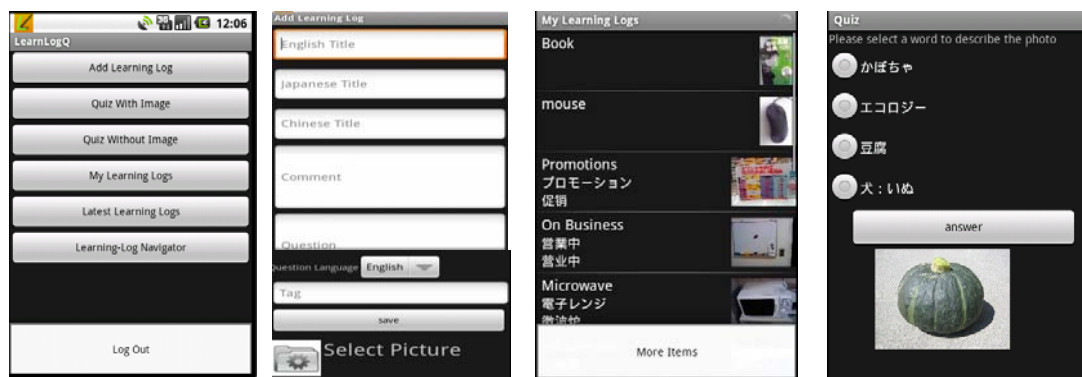 12:06
LearnLogQ
Add Learning Log
Quiz With Image
Quiz Without Image
My Learning Logs
Latest Learning Logs
Learning-Log Navigator
Log Out
Add Learning Log
English Title
Japanese Title
Chinese Title
Comment
Question
Question Language English
Tag
save
Select Picture
My Learning Logs
Book
mouse
Promotions
プロモーション
促销
On Business
営業中
营业中
Microwave
電子レンジ
微波炉
More Items
Quiz
Please select a word to describe the photo
かぼちゃ
エコロジー
豆腐
犬：いぬ
answer